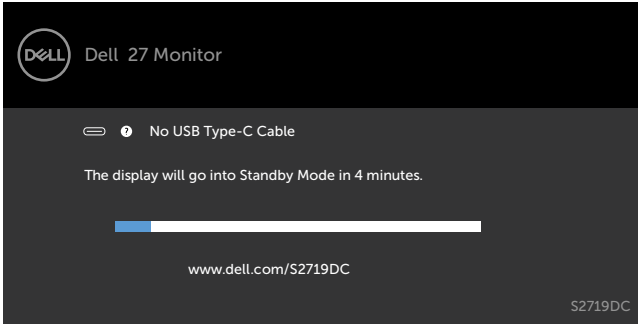 DELL
Dell 27 Monitor
? No USB Type-C Cable
The display will go into Standby Mode in 4 minutes.
www.dell.com/S2719DC
S2719DC